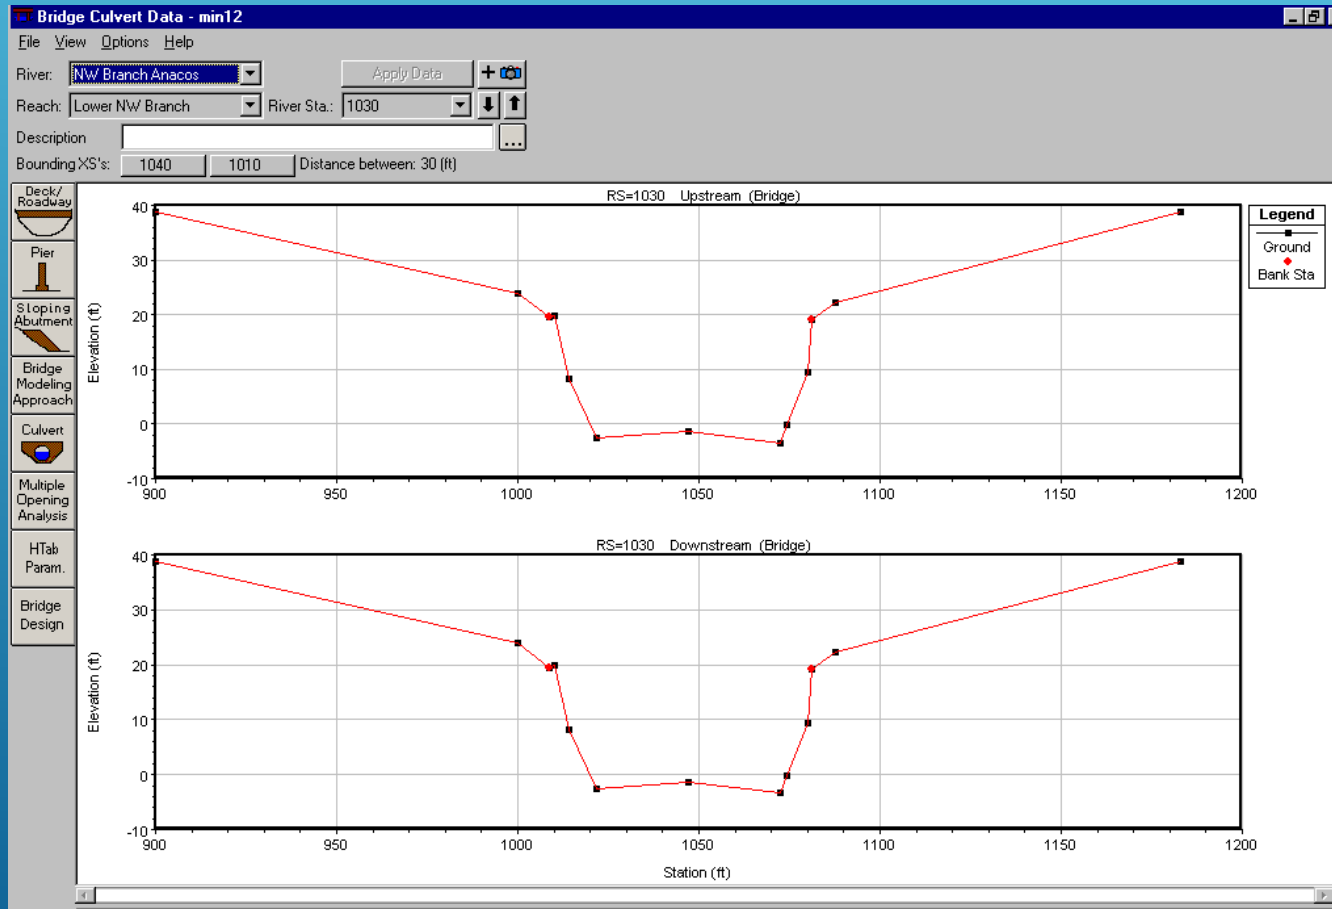 Bridge Culvert Data - min12
File View Options Help
River: NW Branch Anacos Apply Data +
Reach: Lower NW Branch River Sta.: 1030
Description ...
Bounding XS's: 1040 1010 Distance between: 30 (ft)
Deck/
Roadway
Pier
Sloping
Abutment
Bridge
Modeling
Approach
Culvert
Multiple
Opening
Analysis
HTab
Param.
Bridge
Design
RS=1030 Upstream (Bridge)
40
30
20
10
0
-10
Elevation (ft)
900 950 1000 1050 1100 1150 1200
Legend
Ground
Bank Sta
RS=1030 Downstream (Bridge)
40
30
20
10
0
-10
Elevation (ft)
900 950 1000 1050 1100 1150 1200
Station (ft)